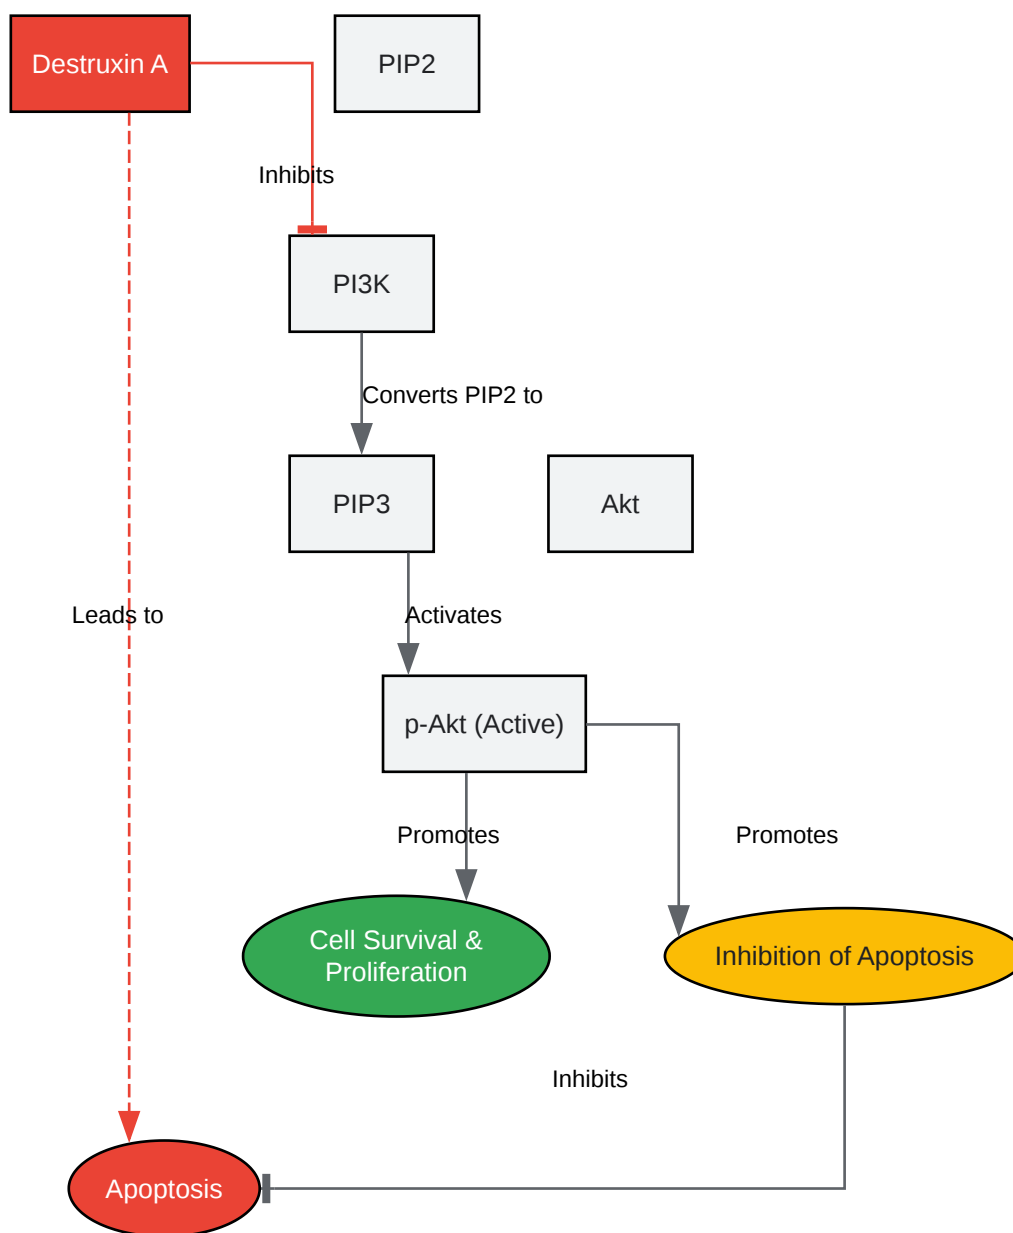 Destruxin A
PIP2
Inhibits
PI3K
Converts PIP2 to
PIP3
Akt
Leads to
Activates
p-Akt (Active)
Promotes
Promotes
Cell Survival &
Proliferation
Inhibition of Apoptosis
Inhibits
Apoptosis